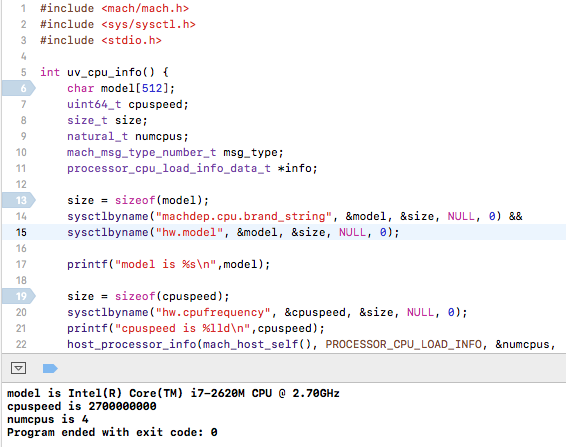 1 #include <mach/mach.h>
2 #include <sys/sysctl.h>
3 #include <stdio.h>
4
5 int uv_cpu_info() {
6 char model[512];
7 uint64_t cpuspeed;
8 size_t size;
9 natural_t numcpus;
10 mach_msg_type_number_t msg_type;
11 processor_cpu_load_info_data_t *info;
12
13 size = sizeof(model);
14 sysctlbyname("machdep.cpu.brand_string", &model, &size, NULL, 0) &&
15 sysctlbyname("hw.model", &model, &size, NULL, 0);
16
17 printf("model is %s\n",model);
18
19 size = sizeof(cpuspeed);
20 sysctlbyname("hw.cpufrequency", &cpuspeed, &size, NULL, 0);
21 printf("cpuspeed is %lld\n",cpuspeed);
22 host_processor_info(mach_host_self(), PROCESSOR_CPU_LOAD_INFO, &numcpus,
model is Intel(R) Core(TM) i7-2620M CPU @ 2.70GHz
cpuspeed is 2700000000
numcpus is 4
Program ended with exit code: 0